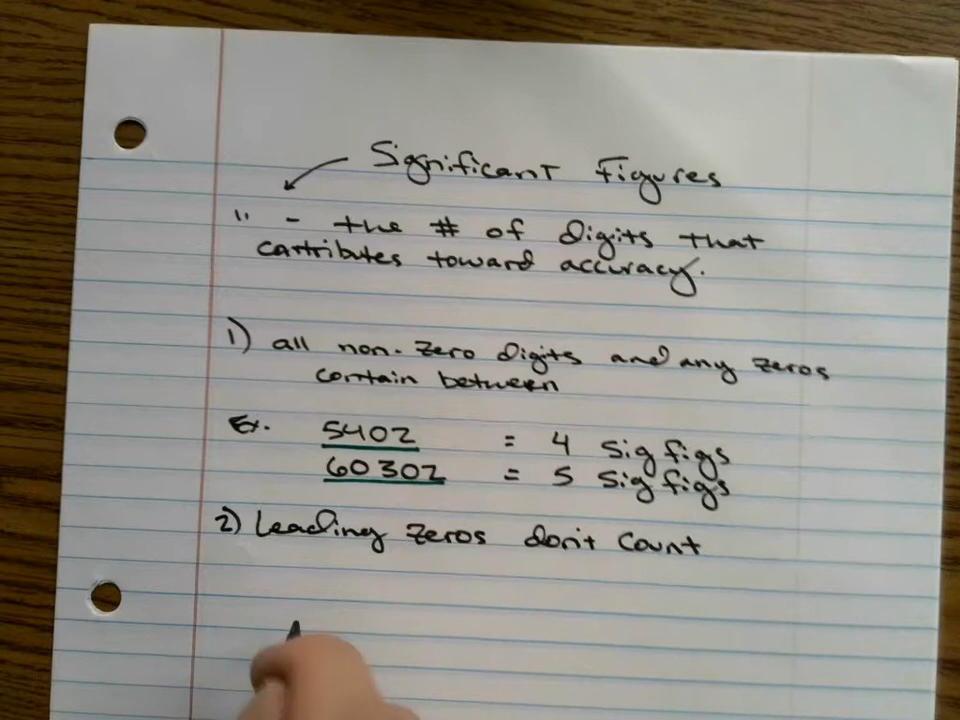 Significant Figures
" - the # of digits that
cartributes toward accuracy.
1) all non-zero digits and any zeros
contain between
Ex. 5402 = 4 sig figs
60302 = 5 sig figs
2) Leading zeros don't count